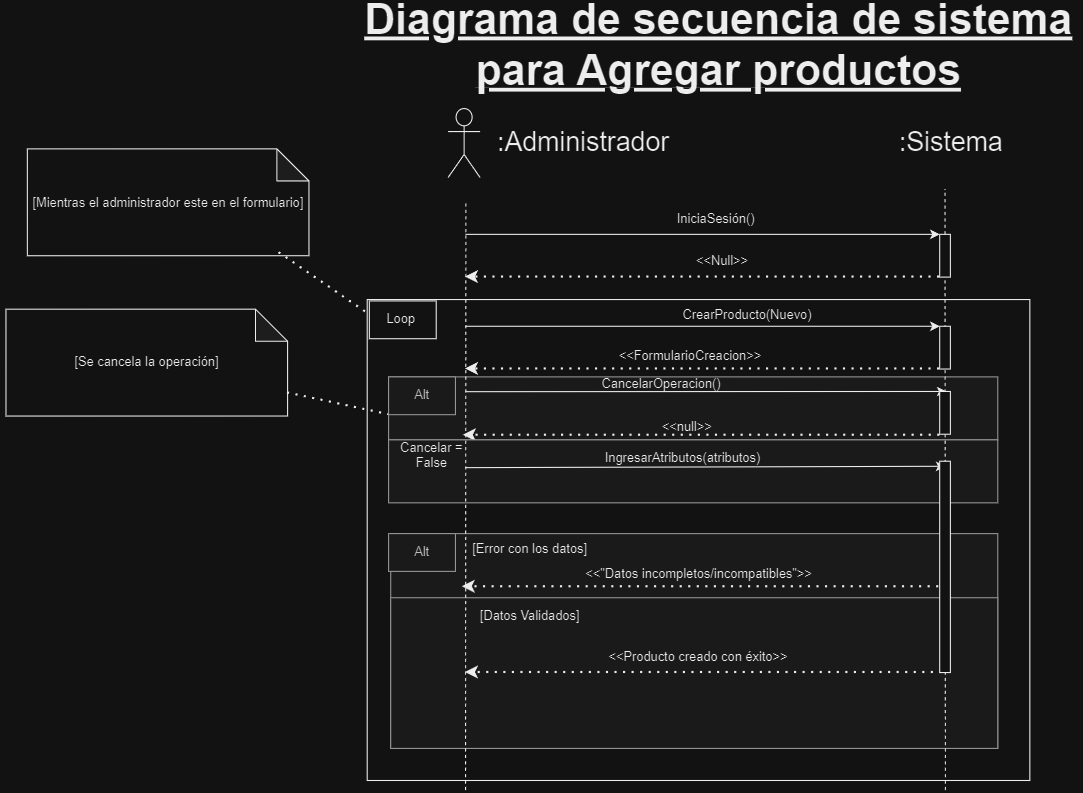 Diagrama de secuencia de sistema
para Agregar productos
:Administrador
:Sistema
[Mientras el administrador este en el formulario]
IniciaSesión()
<<Null>>
Loop
CrearProducto(Nuevo)
<<FormularioCreacion>>
[Se cancela la operación]
Alt
CancelarOperacion()
<<null>>
Cancelar =
False
IngresarAtributos(atributos)
Alt
[Error con los datos]
<<"Datos incompletos/incompatibles">>
[Datos Validados]
<<Producto creado con éxito>>